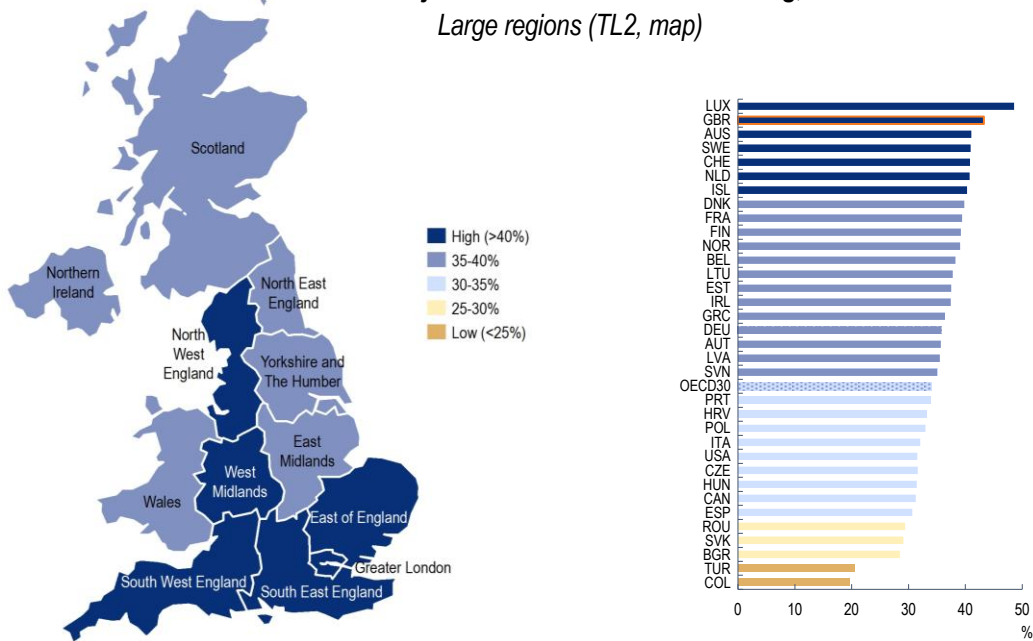 Large regions (TL2, map)
Scotland
Northern
Ireland
North East
England
North
West
England
Yorkshire and
The Humber
East
Midlands
West
Midlands
Wales
East of England
Greater London
South West England
South East England
High (>40%)
35-40%
30-35%
25-30%
Low (<25%)
LUX
GBR
AUS
SWE
CHE
NLD
ISL
DNK
FRA
FIN
NOR
BEL
LTU
EST
IRL
GRC
DEU
AUT
LVA
SVN
OECD30
PRT
HRV
POL
ITA
USA
CZE
HUN
CAN
ESP
ROU
SVK
BGR
TUR
COL
0 10 20 30 40 50
%